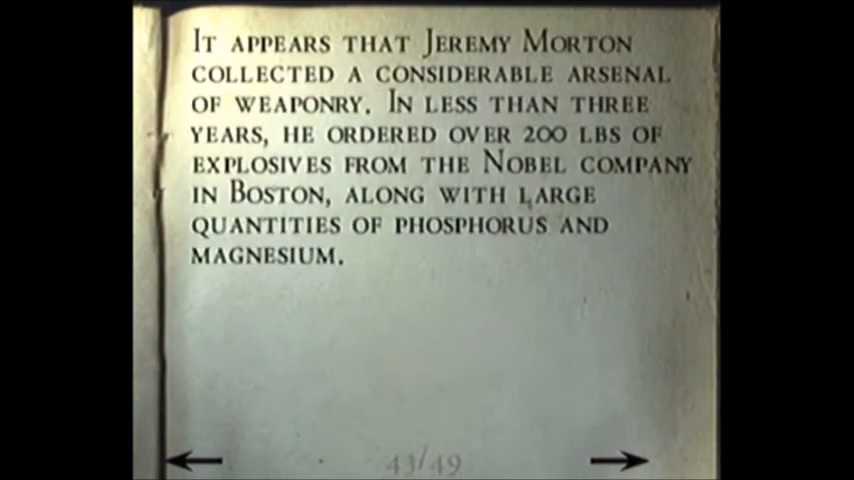 It appears that Jeremy Morton
collected a considerable arsenal
of weaponry. In less than three
years, he ordered over 200 lbs of
explosives from the Nobel company
in Boston, along with large
quantities of phosphorus and
magnesium.
43/49